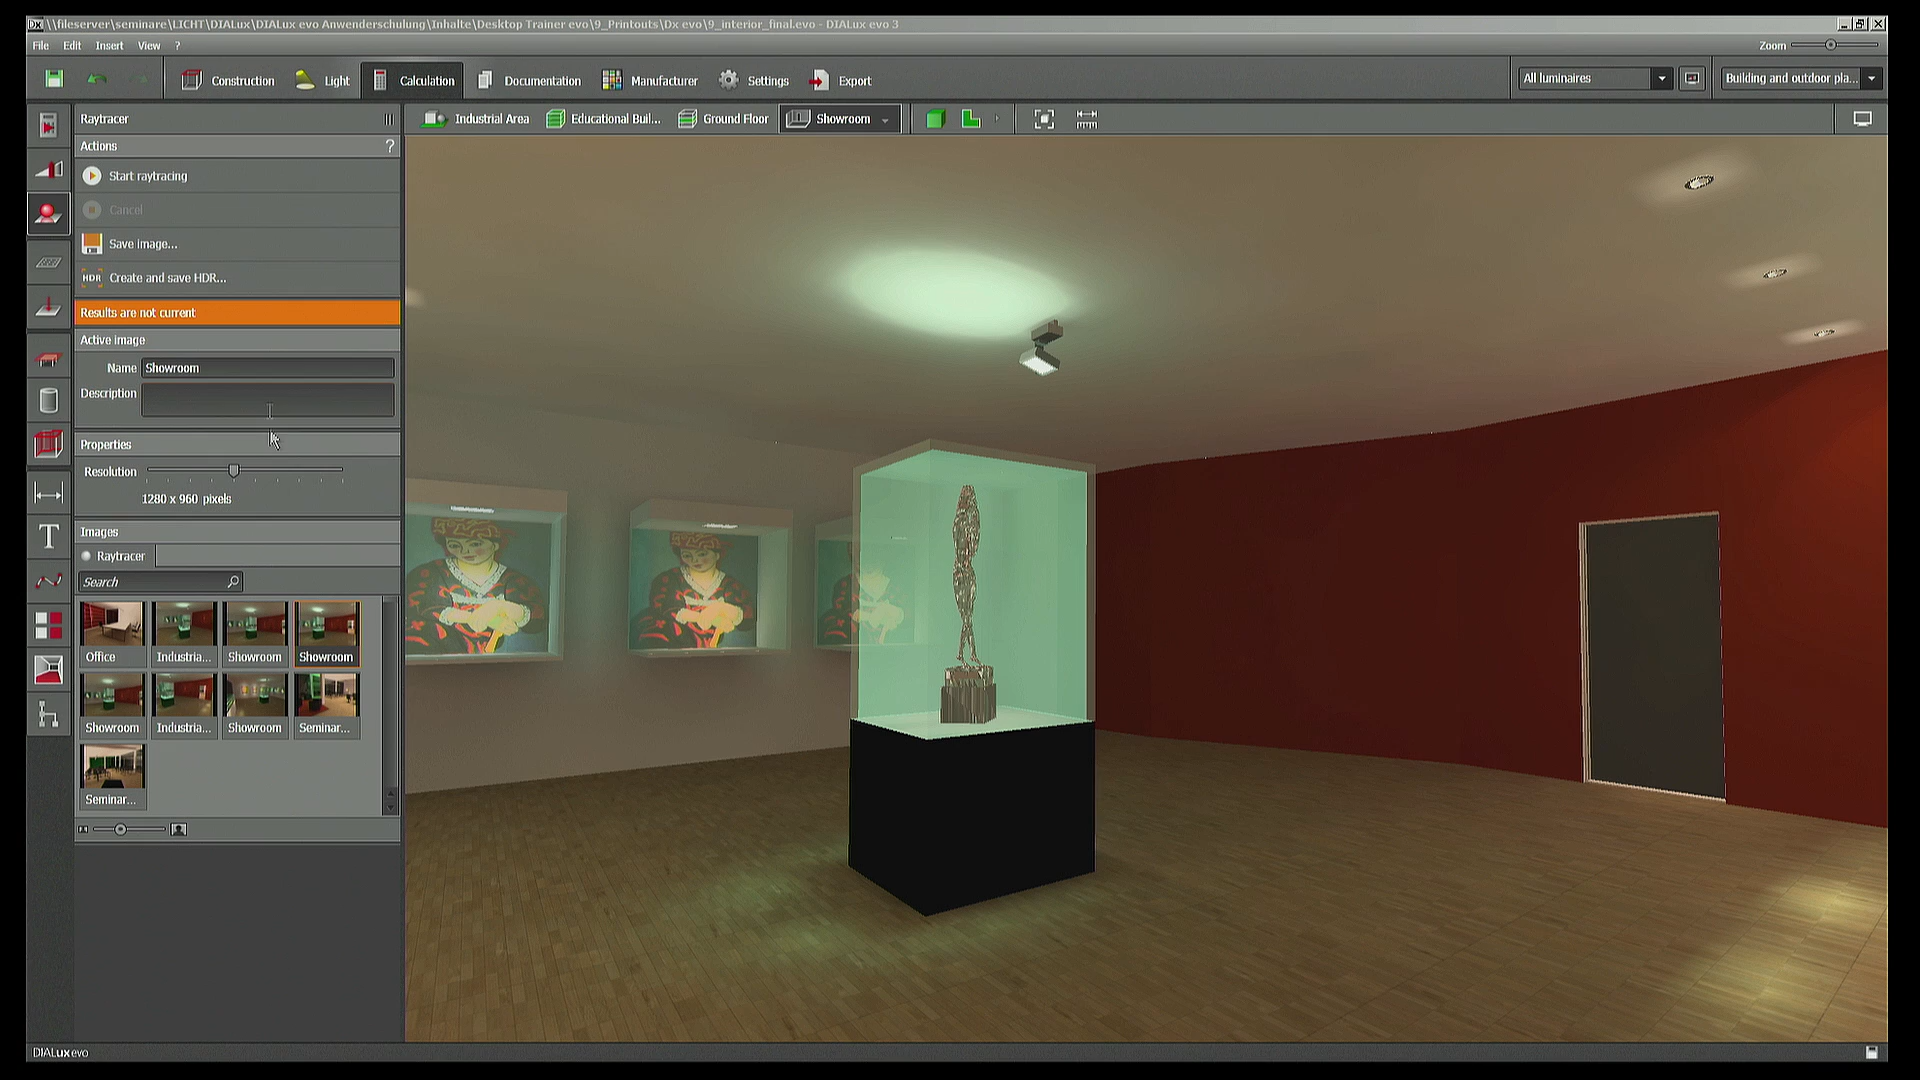 \\fileserver\seminare\LICHT\DIALux\DIALux evo Anwenderschulung\Inhalte\Desktop Trainer evo\9_Printouts\Dx evo\9_interior_final.evo - DIALux evo 3
File Edit Insert View ?
Zoom
Construction Light Calculation Documentation Manufacturer Settings Export
All luminaires
Building and outdoor pla...
Raytracer
Industrial Area Educational Buil... Ground Floor Showroom
Actions ?
Start raytracing
Cancel
Save image...
HDR Create and save HDR...
Results are not current
Active image
Name Showroom
Description
Properties
Resolution
1280 x 960 pixels
Images
Raytracer
Search
Office Industria... Showroom Showroom
Showroom Industria... Showroom Seminar...
Seminar...
DIALux evo